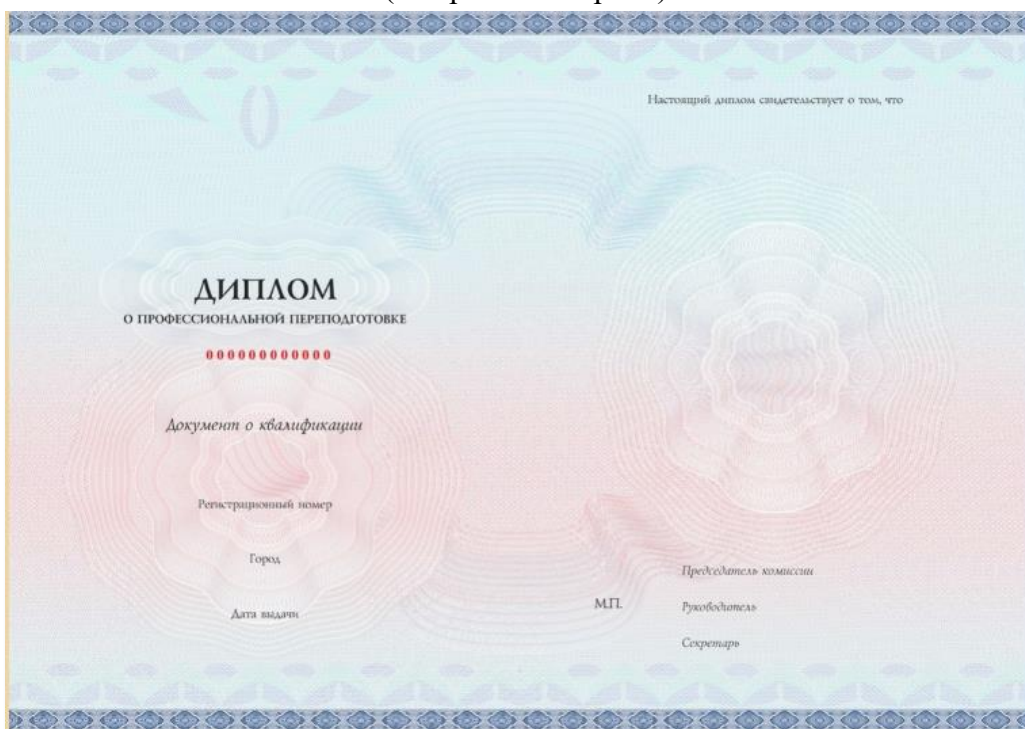 Настоящий диплом свидетельствует о том, что
ДИПЛОМ
О ПРОФЕССИОНАЛЬНОЙ ПЕРЕПОДГОТОВКЕ
000000000000
Документ о квалификации
Регистрационный номер
Город
Дата выдачи
М.П.
Председатель комиссии
Руководитель
Секретарь